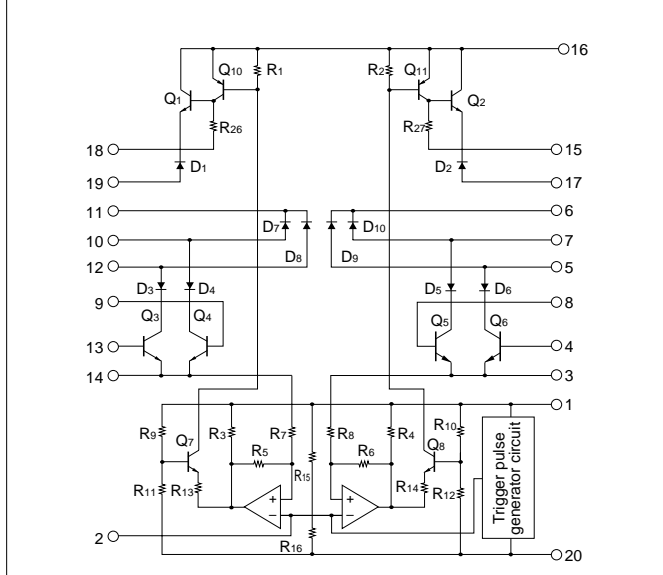 16
Q10 R1 R2 Q11
Q1 Q2
R26 R27
18 15
D1 D2
19 17
11 6
D7 D10
10 7
D8 D9
12 5
D3 D4 D5 D6
9 8
Q3 Q4 Q5 Q6
13 4
14 3
1
R9 Q7 R3 R7 R8 R4 Q8 R10
R5 R6
R15
R11 R13 R14 R12
+ +
− −
Trigger pulse
generator circuit
2
R16
20